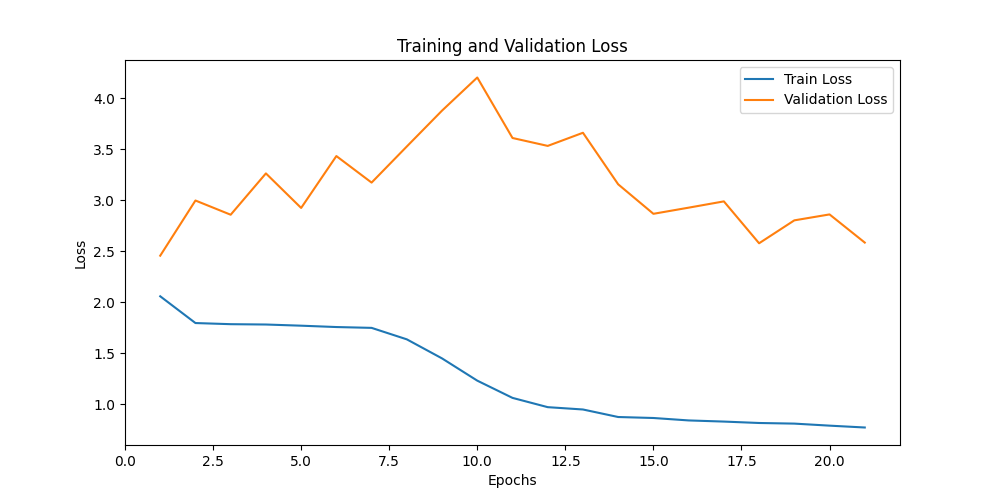 Training and Validation Loss
Train Loss
Validation Loss
4.0
3.5
3.0
2.5
2.0
1.5
1.0
Loss
0.0 2.5 5.0 7.5 10.0 12.5 15.0 17.5 20.0
Epochs